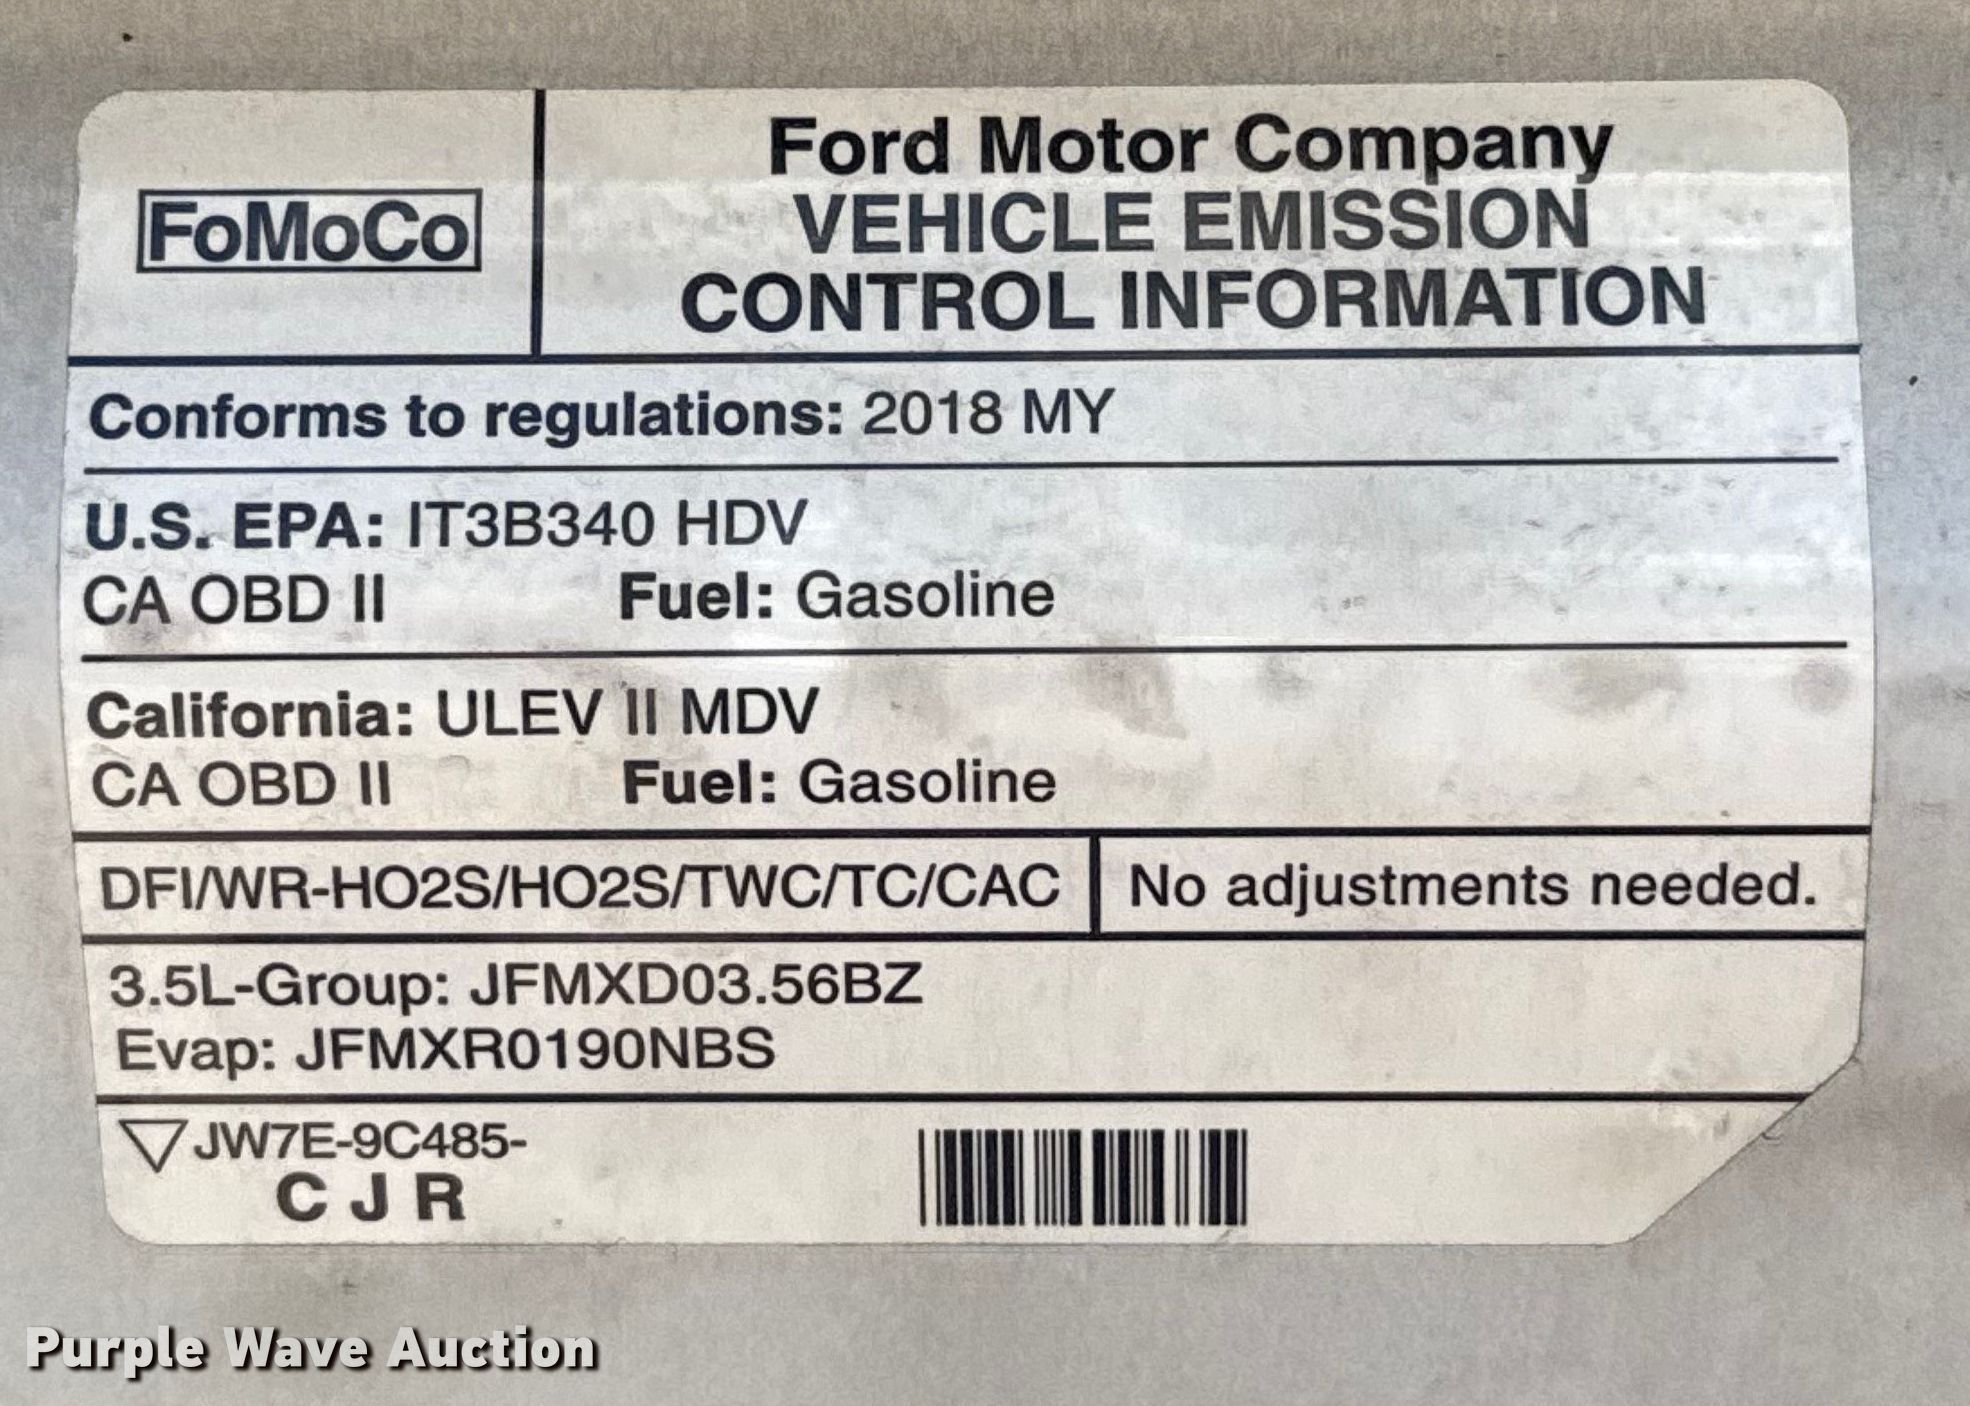 FoMoCo
Ford Motor Company
VEHICLE EMISSION
CONTROL INFORMATION
Conforms to regulations: 2018 MY
U.S. EPA: IT3B340 HDV
CA OBD II Fuel: Gasoline
California: ULEV II MDV
CA OBD II Fuel: Gasoline
DFI/WR-HO2S/HO2S/TWC/TC/CAC No adjustments needed.
3.5L-Group: JFMXD03.56BZ
Evap: JFMXR0190NBS
JW7E-9C485-
C J R
Purple Wave Auction